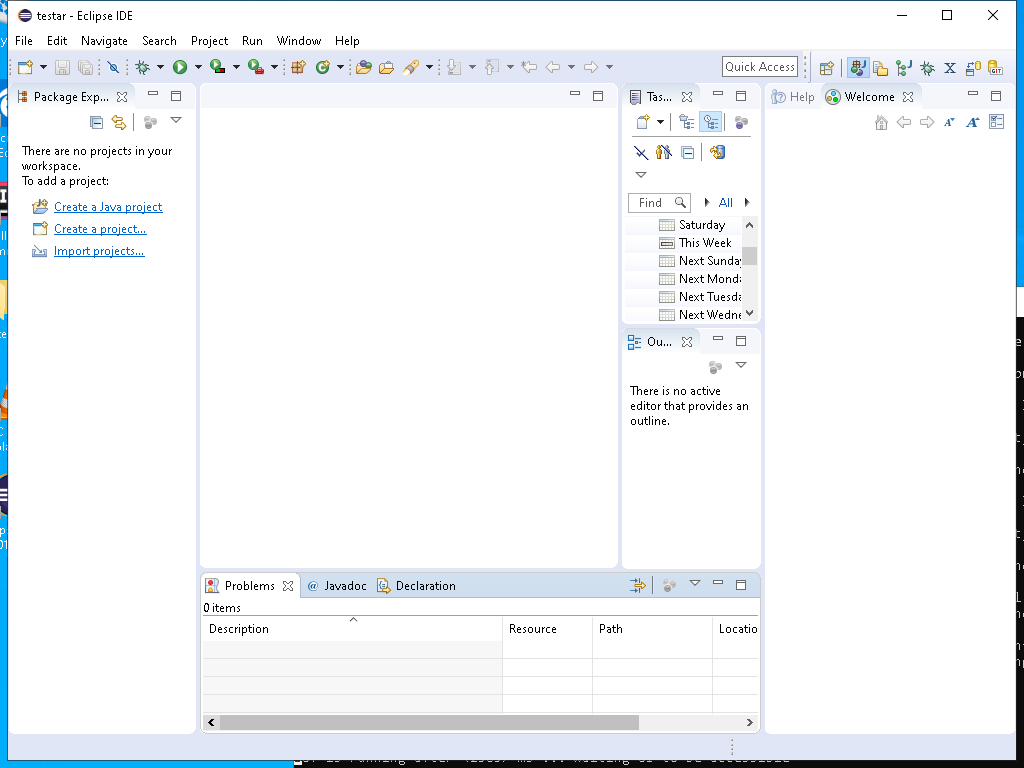 testar - Eclipse IDE
File Edit Navigate Search Project Run Window Help
Quick Access
Package Exp...
There are no projects in your
workspace.
To add a project:
Create a Java project
Create a project...
Import projects...
Tas...
Find
All
Saturday
This Week
Next Sunday
Next Mond
Next Tuesda
Next Wedne
Ou...
There is no active
editor that provides an
outline.
Help Welcome
Problems @ Javadoc Declaration
0 items
Description Resource Path Locatio